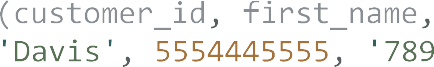 (customer_id, first_name,
'Davis', 5554445555, '789